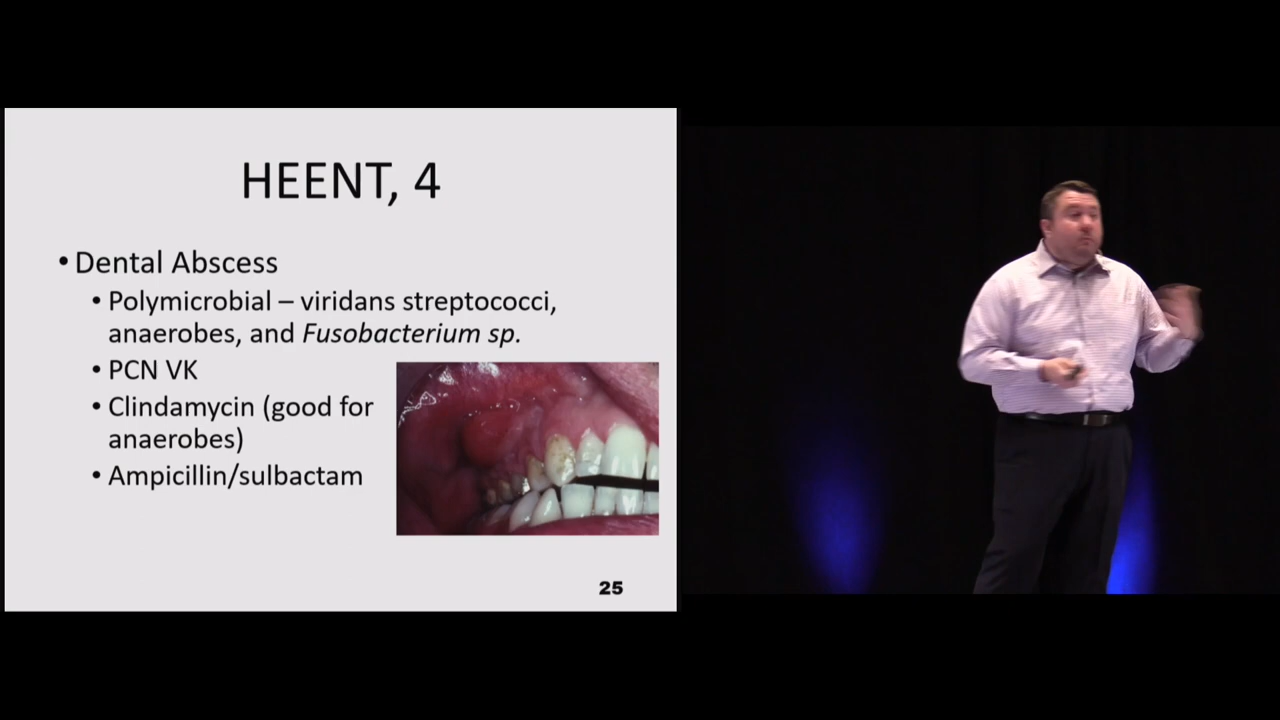 HEENT, 4
• Dental Abscess
• Polymicrobial – viridans streptococci,
anaerobes, and Fusobacterium sp.
• PCN VK
• Clindamycin (good for
anaerobes)
• Ampicillin/sulbactam
25